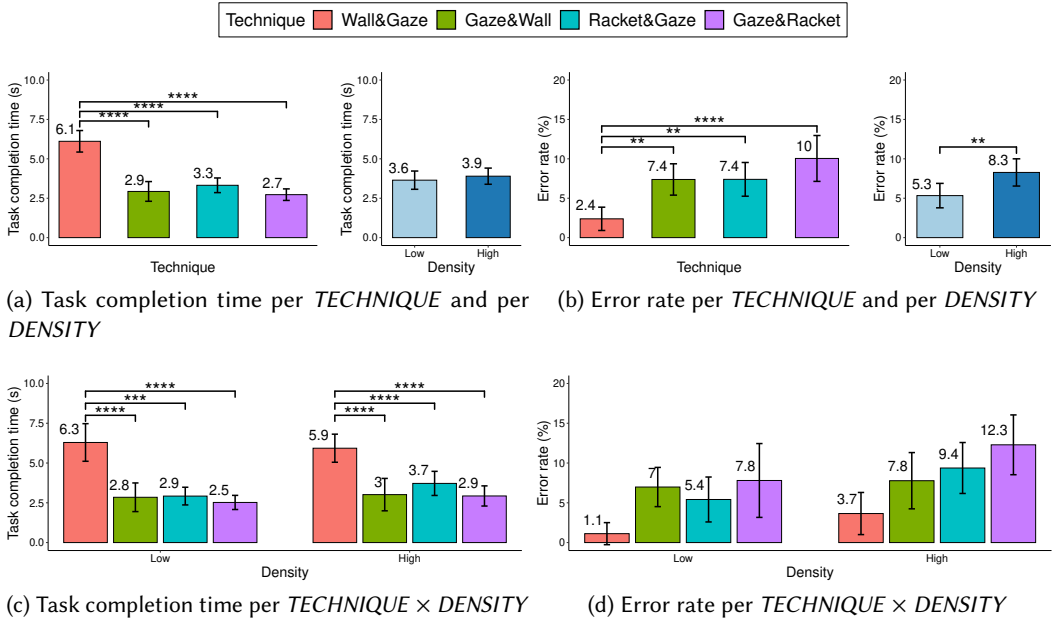 Technique Wall&Gaze Gaze&Wall Racket&Gaze Gaze&Racket
Task completion time (s)
10.0
7.5
5.0
2.5
0.0
****
****
****
6.1
2.9
3.3
2.7
Technique
Task completion time (s)
10.0
7.5
5.0
2.5
0.0
3.6
3.9
Low
High
Density
Error rate (%)
20
15
10
5
0
****
**
**
2.4
7.4
7.4
10
Technique
Error rate (%)
20
15
10
5
0
**
5.3
8.3
Low
High
Density
(a) Task completion time per TECHNIQUE and per
DENSITY
(b) Error rate per TECHNIQUE and per DENSITY
Task completion time (s)
10.0
7.5
5.0
2.5
0.0
****
***
****
6.3
2.8
2.9
2.5
****
****
****
5.9
3
3.7
2.9
Low
High
Density
Error rate (%)
20
15
10
5
0
1.1
7
5.4
7.8
3.7
7.8
9.4
12.3
Low
High
Density
(c) Task completion time per TECHNIQUE × DENSITY
(d) Error rate per TECHNIQUE × DENSITY